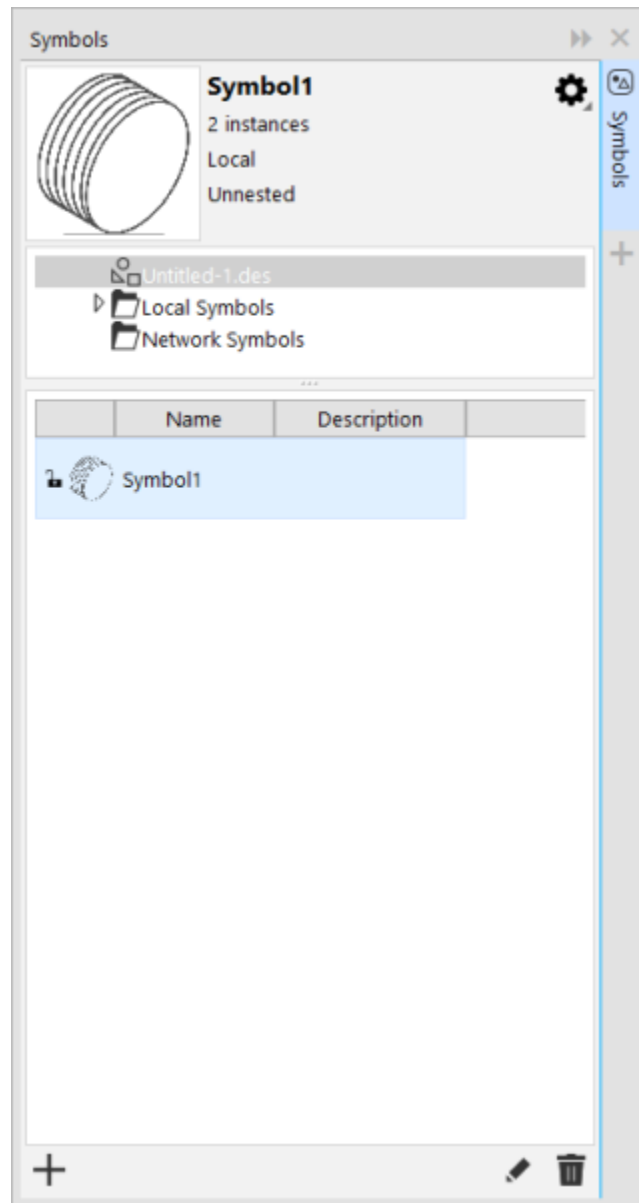 Symbols
Symbol1
2 instances
Local
Unnested
Symbols
Untitled-1.des
Local Symbols
Network Symbols
Name Description
Symbol1